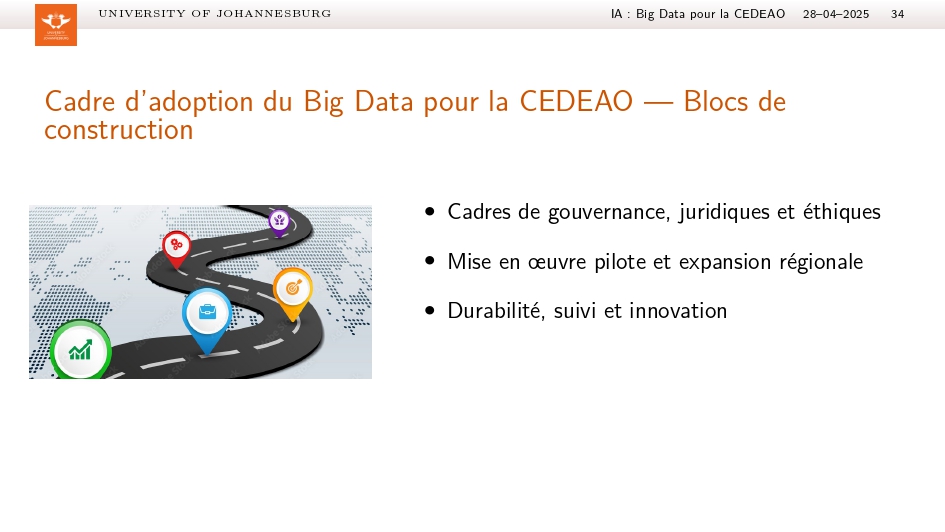 UNIVERSITY OF JOHANNESBURG
IA : Big Data pour la CEDEAO 28–04–2025 34
UNIVERSITY
JOHANNESBURG
Cadre d'adoption du Big Data pour la CEDEAO — Blocs de
construction
• Cadres de gouvernance, juridiques et éthiques
• Mise en œuvre pilote et expansion régionale
• Durabilité, suivi et innovation